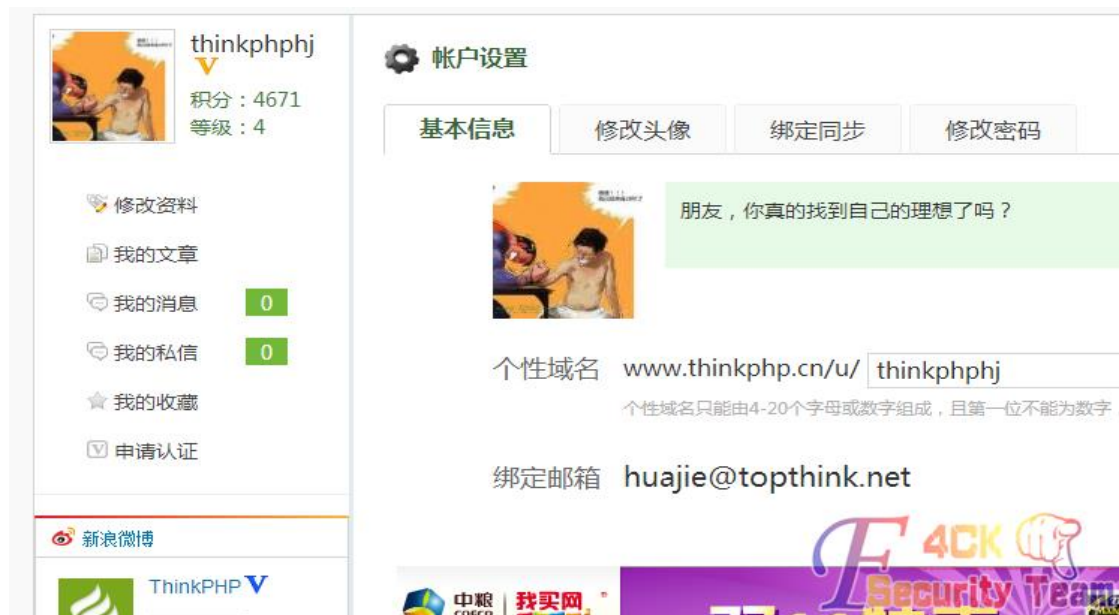 thinkphphj
V
积分：4671
等级：4
修改资料
我的文章
我的消息 0
我的私信 0
我的收藏
V 申请认证
新浪微博
ThinkPHP V
帐户设置
基本信息 修改头像 绑定同步 修改密码
朋友，你真的找到自己的理想了吗？
个性域名 www.thinkphp.cn/u/ thinkphphj
个性域名只能由4-20个字母或数字组成，且第一位不能为数字
绑定邮箱 huajie@topthink.net
F4CK
Security Team
中粮 我买网